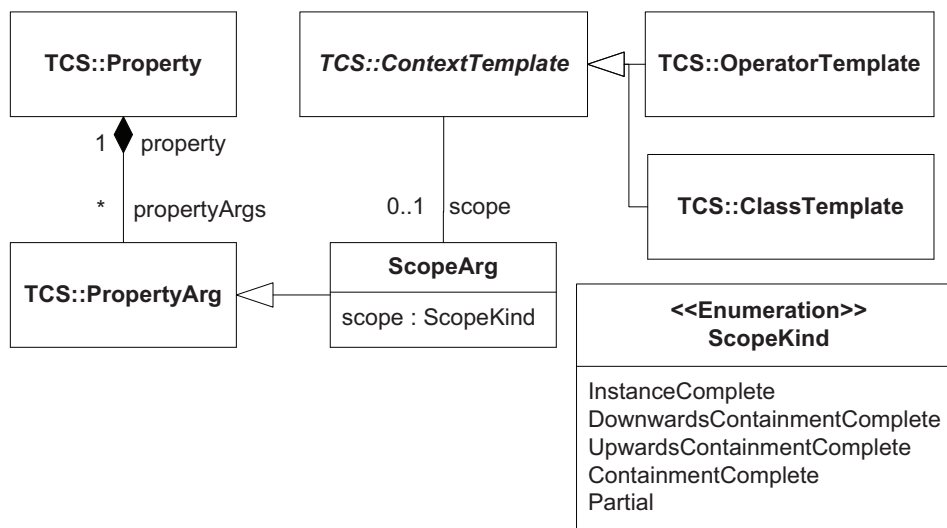 TCS::Property
TCS::ContextTemplate
TCS::OperatorTemplate
1 property
TCS::ClassTemplate
* propertyArgs
0..1 scope
TCS::PropertyArg
ScopeArg
scope : ScopeKind
<<Enumeration>>
ScopeKind
InstanceComplete
DownwardsContainmentComplete
UpwardsContainmentComplete
ContainmentComplete
Partial